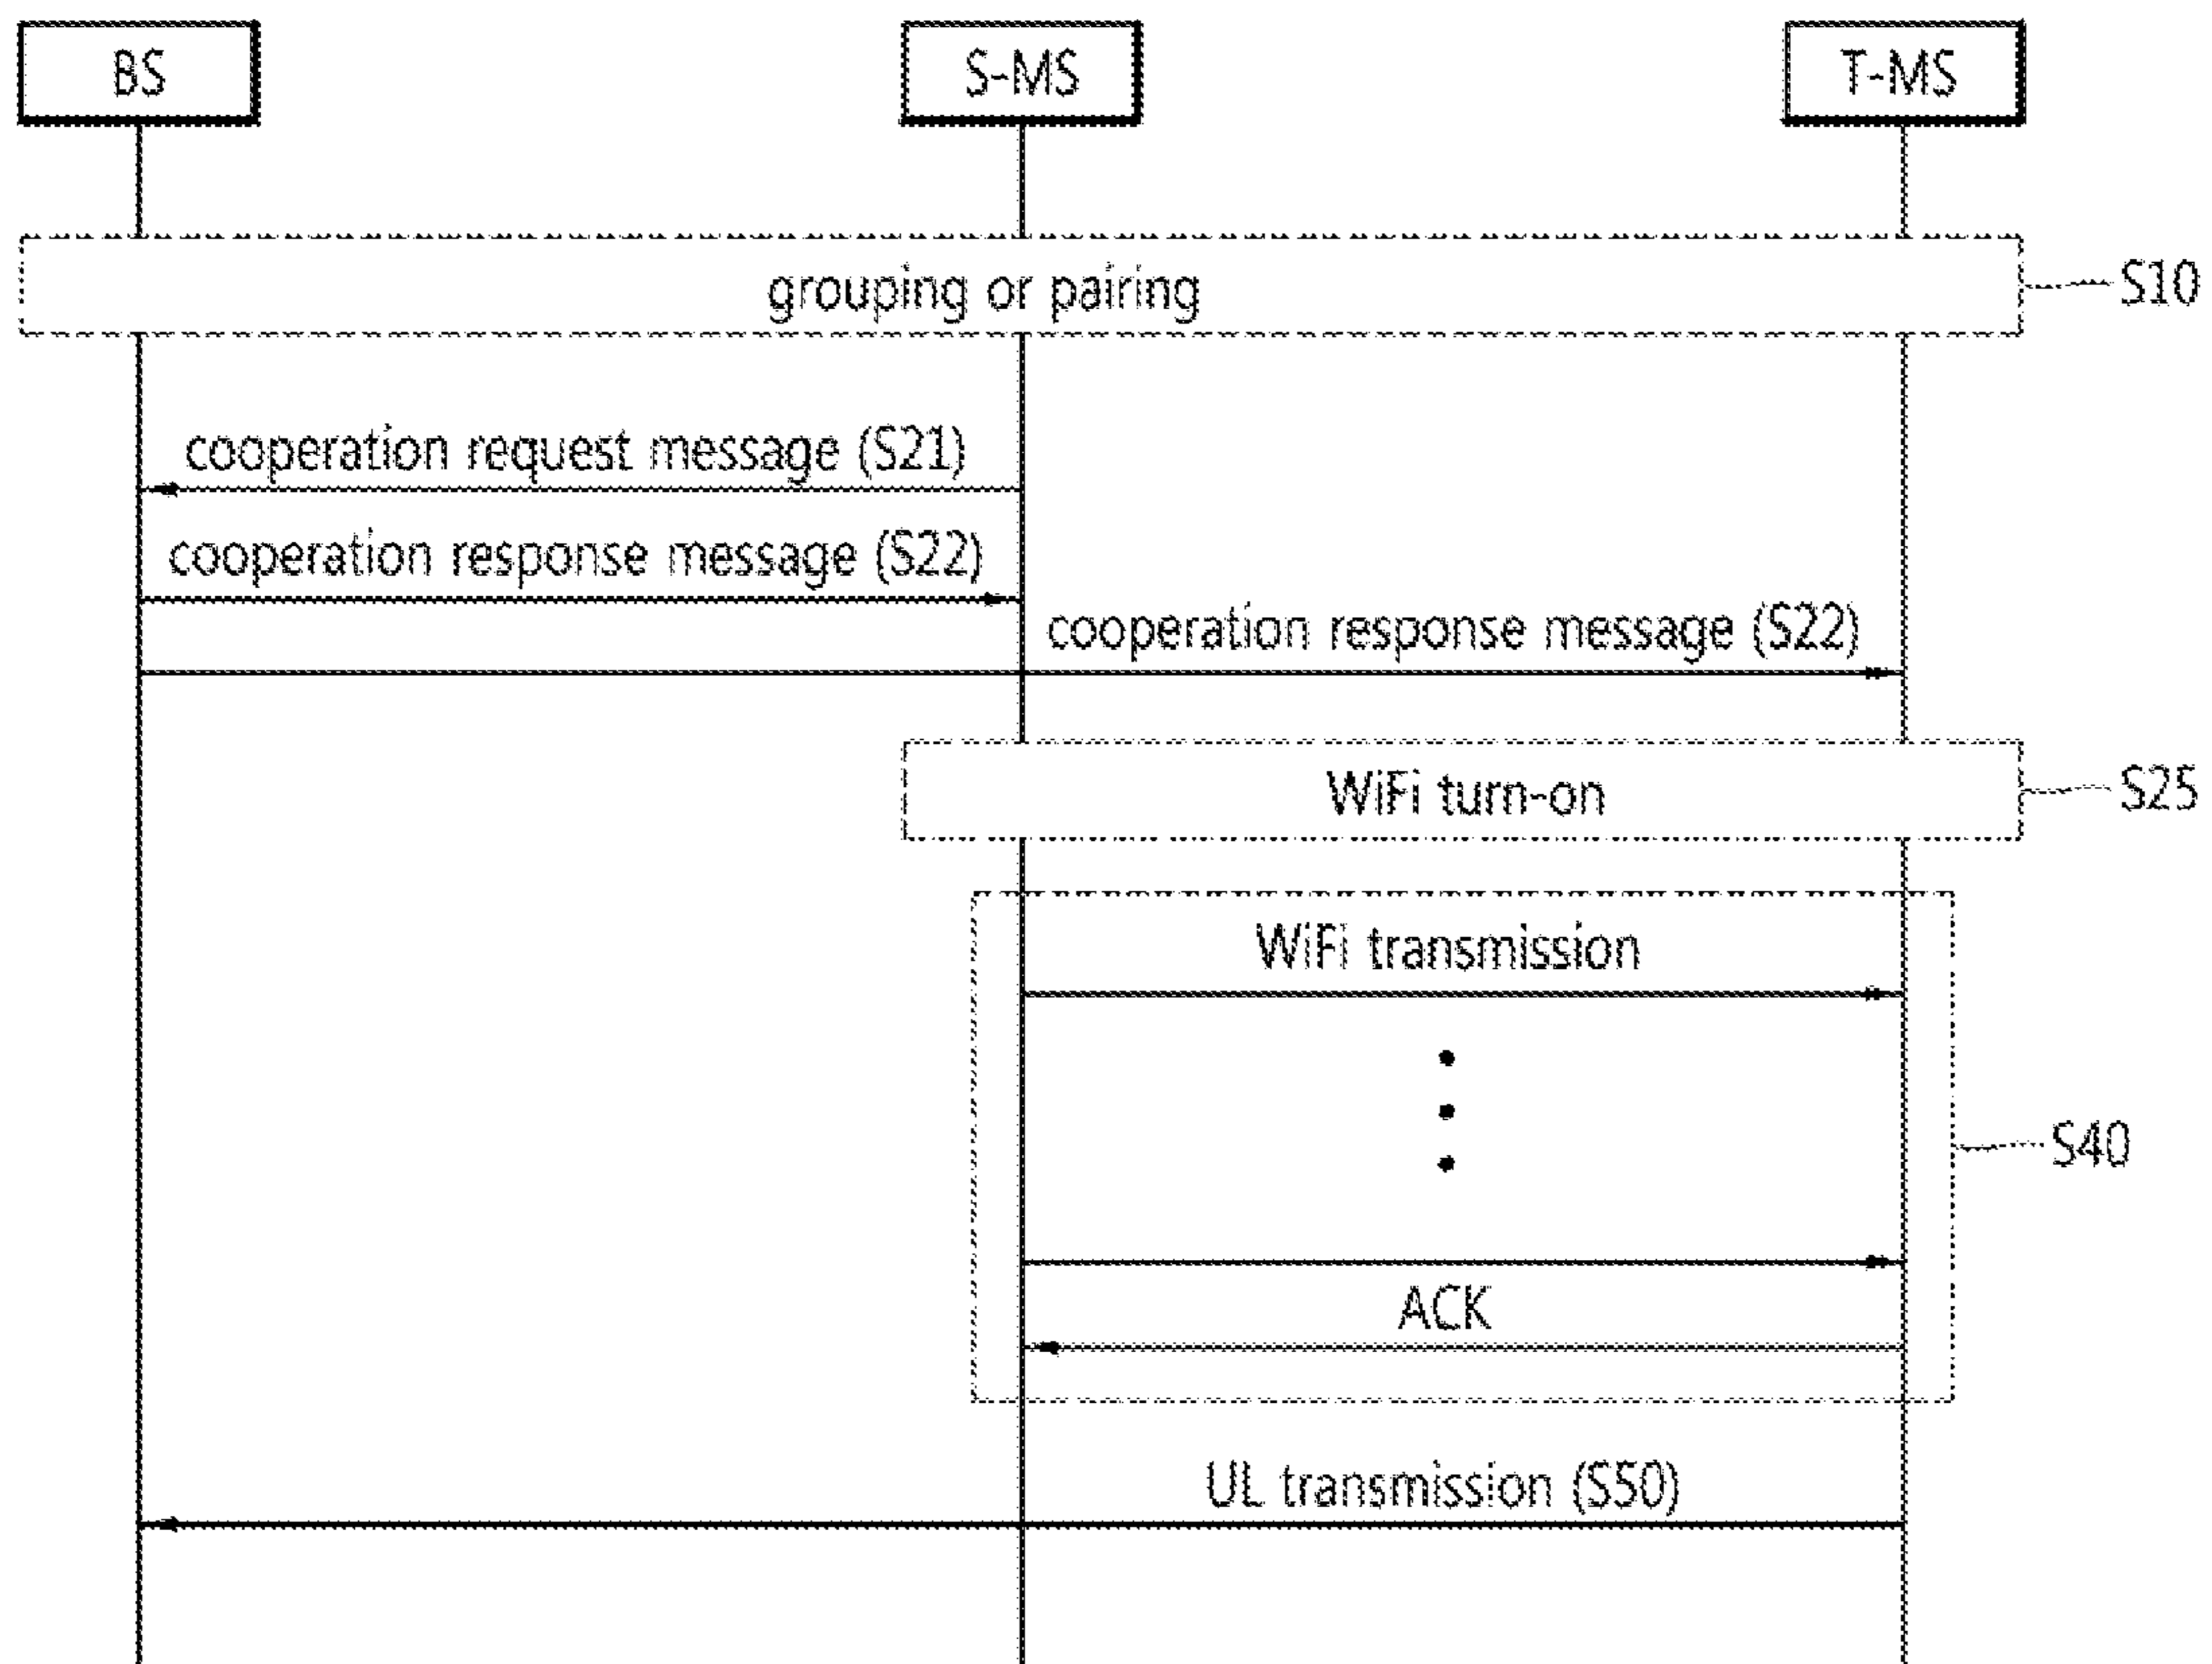 BS
S-MS
T-MS
grouping or pairing
S10
cooperation request message (S21)
cooperation response message (S22)
cooperation response message (S22)
WiFi turn-on
S25
WiFi transmission
S40
ACK
UL transmission (S50)